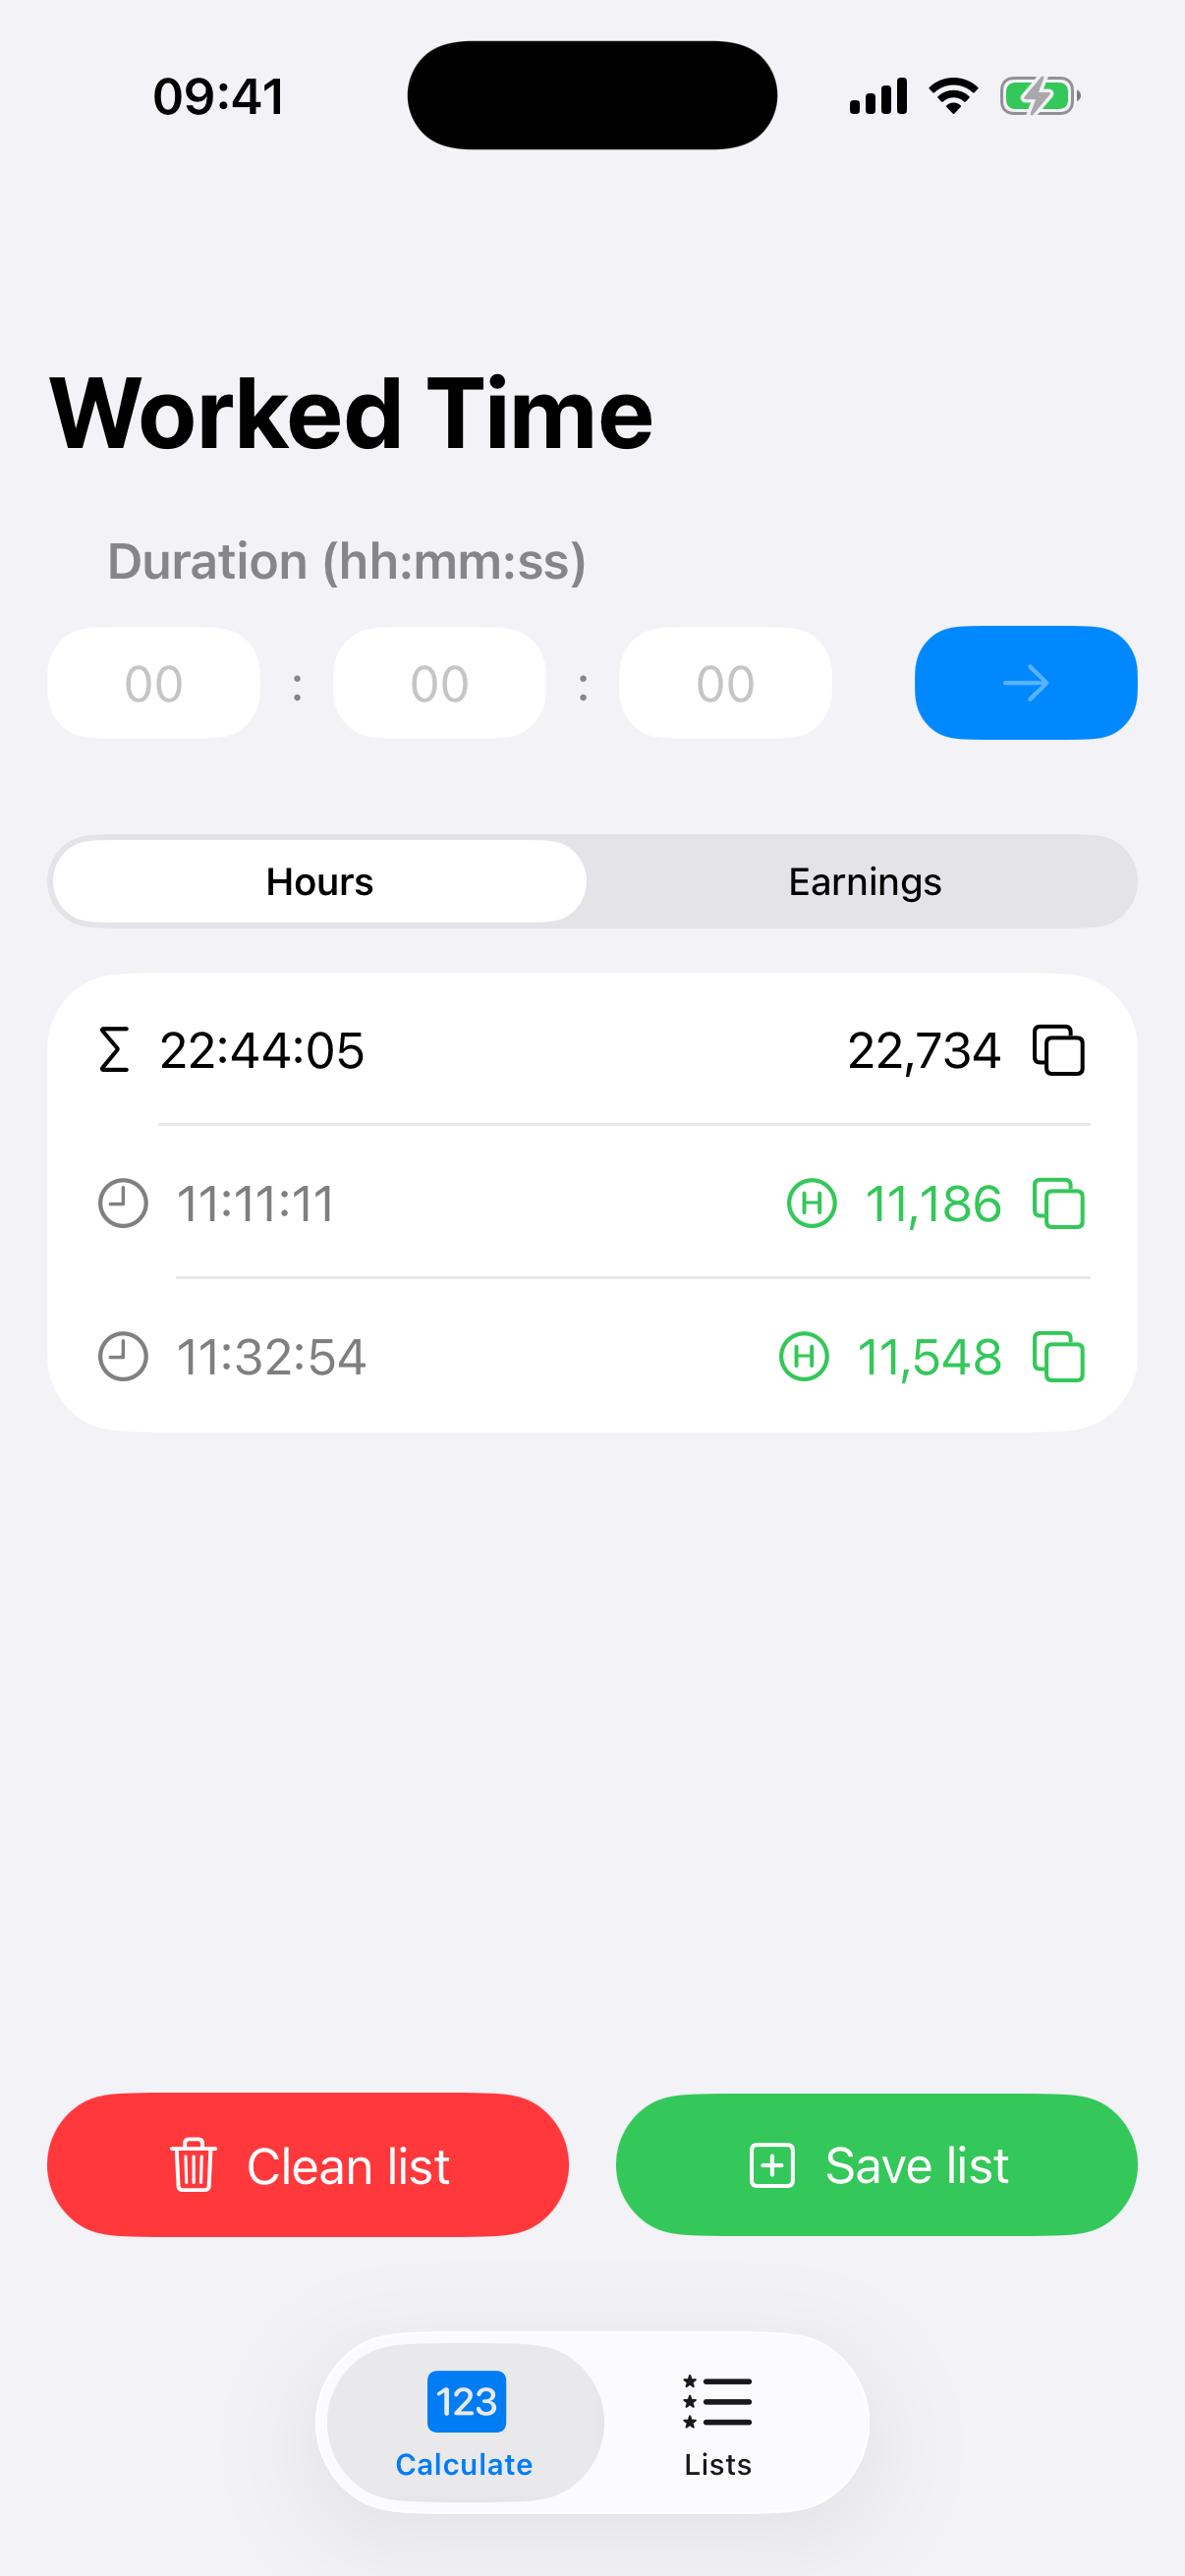 09:41
Worked Time
Duration (hh:mm:ss)
00 : 00 : 00
Hours Earnings
Σ 22:44:05 22,734
11:11:11 H 11,186
11:32:54 H 11,548
Clean list Save list
123
Calculate Lists